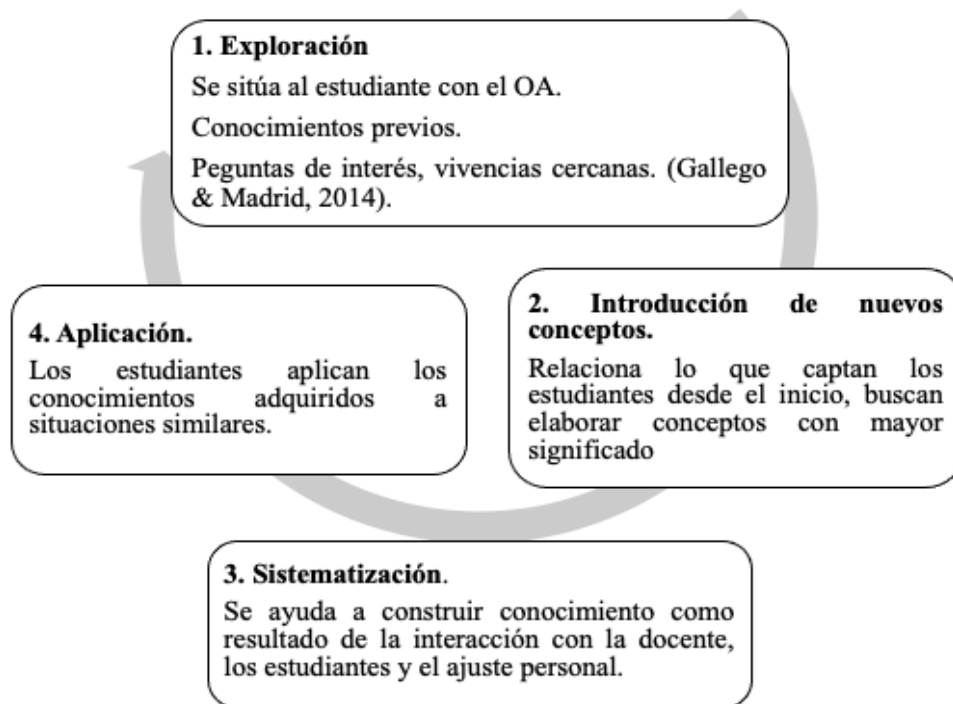 1. Exploración
Se sitúa al estudiante con el OA.
Conocimientos previos.
Peguntas de interés, vivencias cercanas. (Gallego
& Madrid, 2014).
2. Introducción de nuevos
conceptos.
Relaciona lo que captan los
estudiantes desde el inicio, buscan
elaborar conceptos con mayor
significado
3. Sistematización.
Se ayuda a construir conocimiento como
resultado de la interacción con la docente,
los estudiantes y el ajuste personal.
4. Aplicación.
Los estudiantes aplican los
conocimientos adquiridos a
situaciones similares.